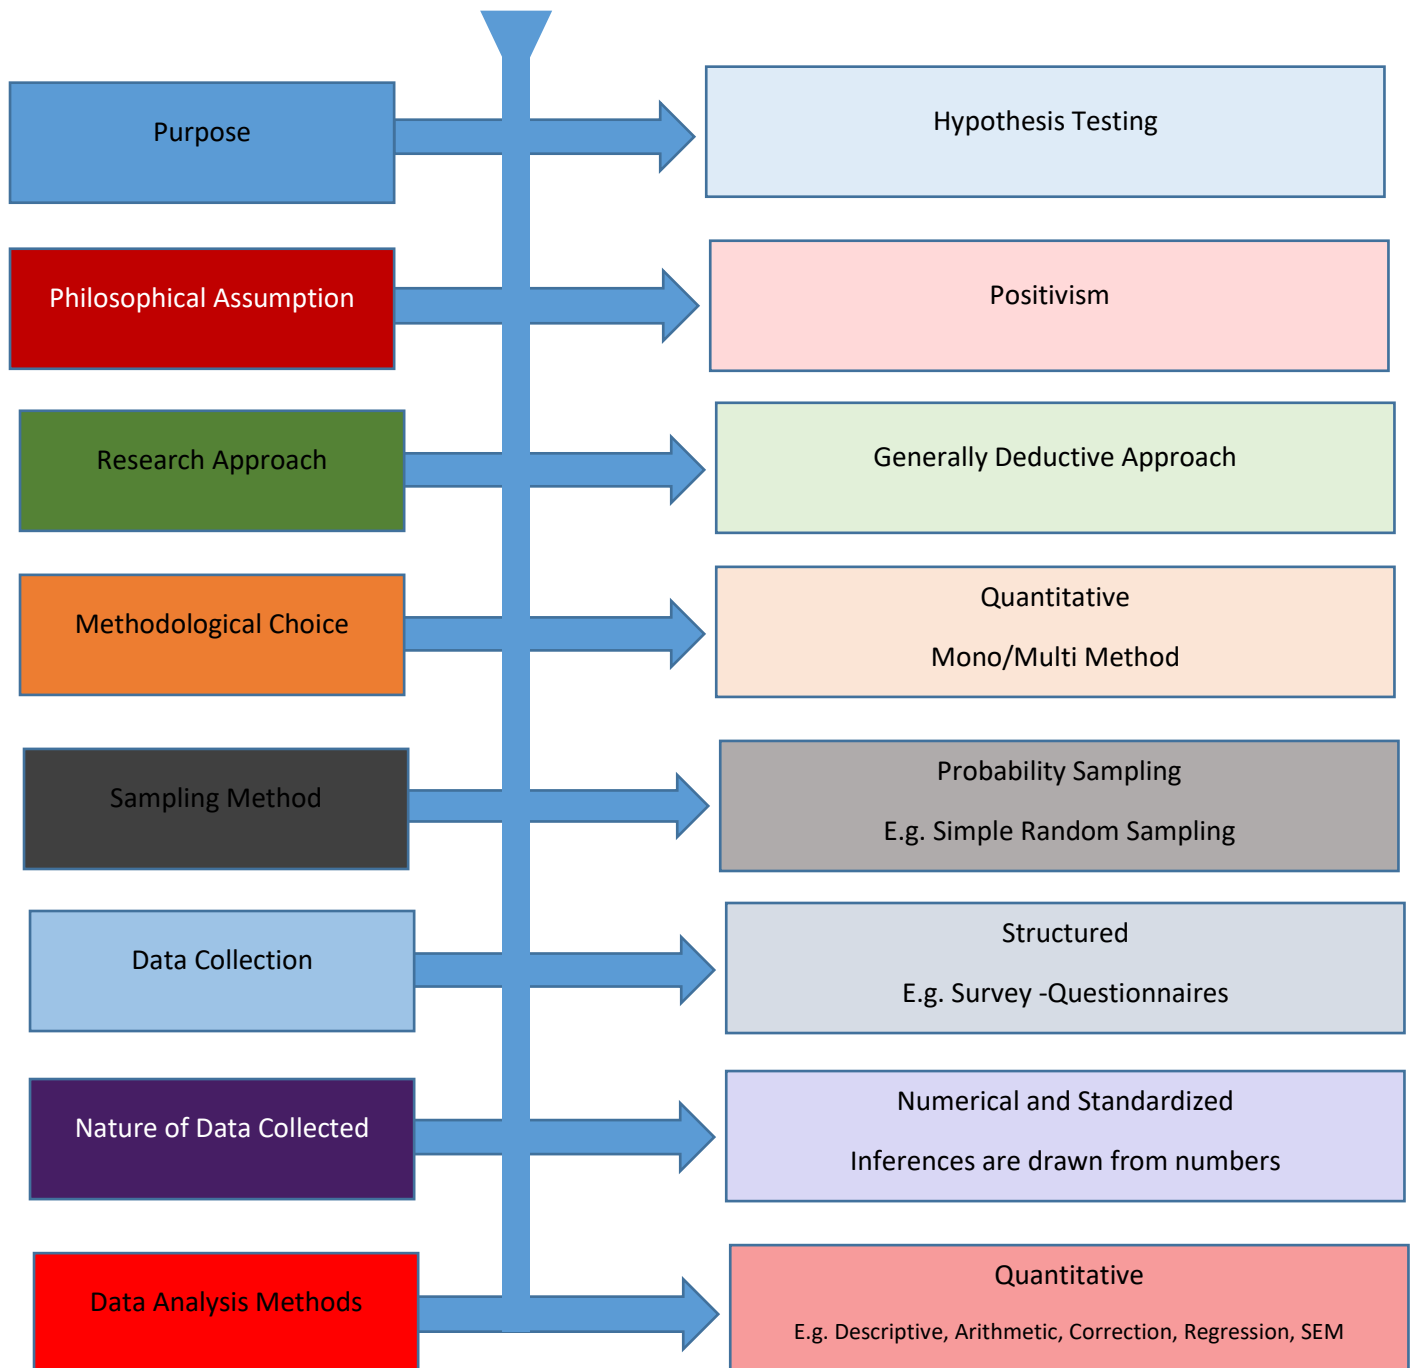 Purpose
Hypothesis Testing
Philosophical Assumption
Positivism
Research Approach
Generally Deductive Approach
Methodological Choice
Quantitative
Mono/Multi Method
Sampling Method
Probability Sampling
E.g. Simple Random Sampling
Data Collection
Structured
E.g. Survey -Questionnaires
Nature of Data Collected
Numerical and Standardized
Inferences are drawn from numbers
Data Analysis Methods
Quantitative
E.g. Descriptive, Arithmetic, Correction, Regression, SEM